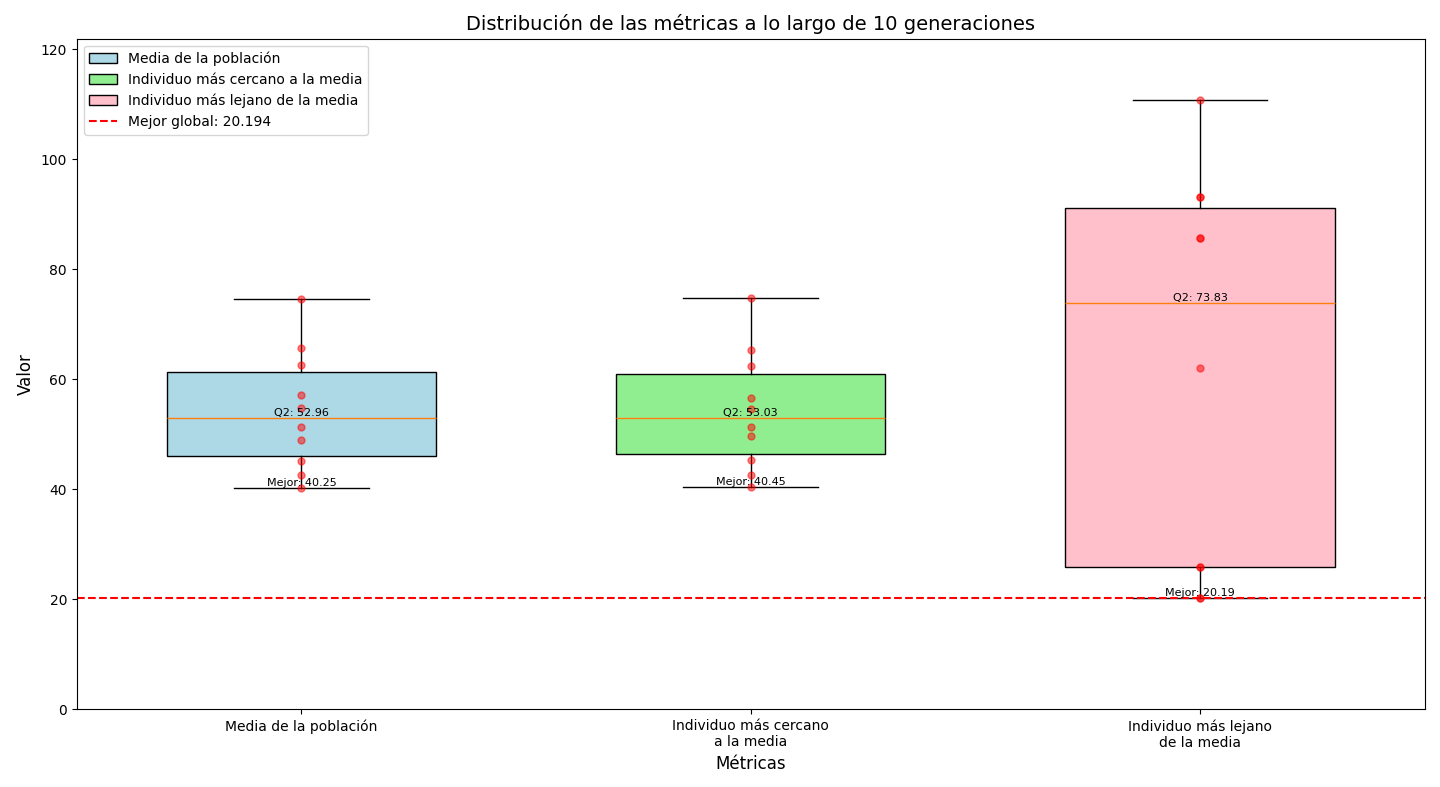 Distribución de las métricas a lo largo de 10 generaciones
Media de la población
Individuo más cercano a la media
Individuo más lejano de la media
Mejor global: 20.194
120
100
80
60
40
20
0
Valor
Q2: 52.96
Mejor: 40.25
Q2: 53.03
Mejor: 40.45
Q2: 73.83
Mejor: 20.19
Media de la población
Individuo más cercano
a la media
Individuo más lejano
de la media
Métricas